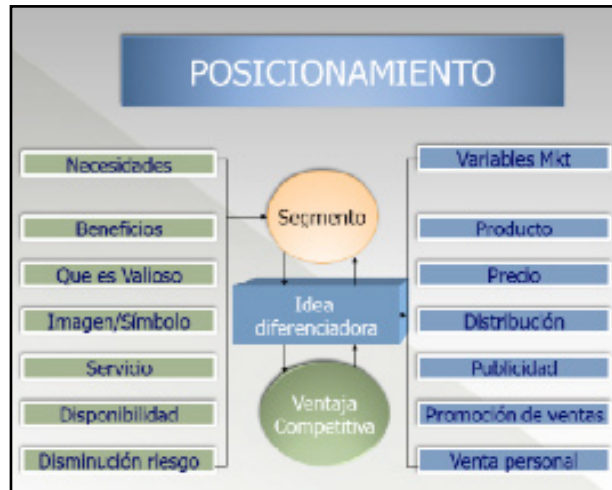 POSICIONAMIENTO
Necesidades
Beneficios
Que es Valioso
Imagen/Símbolo
Servicio
Disponibilidad
Disminución riesgo
Segmento
Idea
diferenciadora
Ventaja
Competitiva
Variables Mkt
Producto
Precio
Distribución
Publicidad
Promoción de ventas
Venta personal